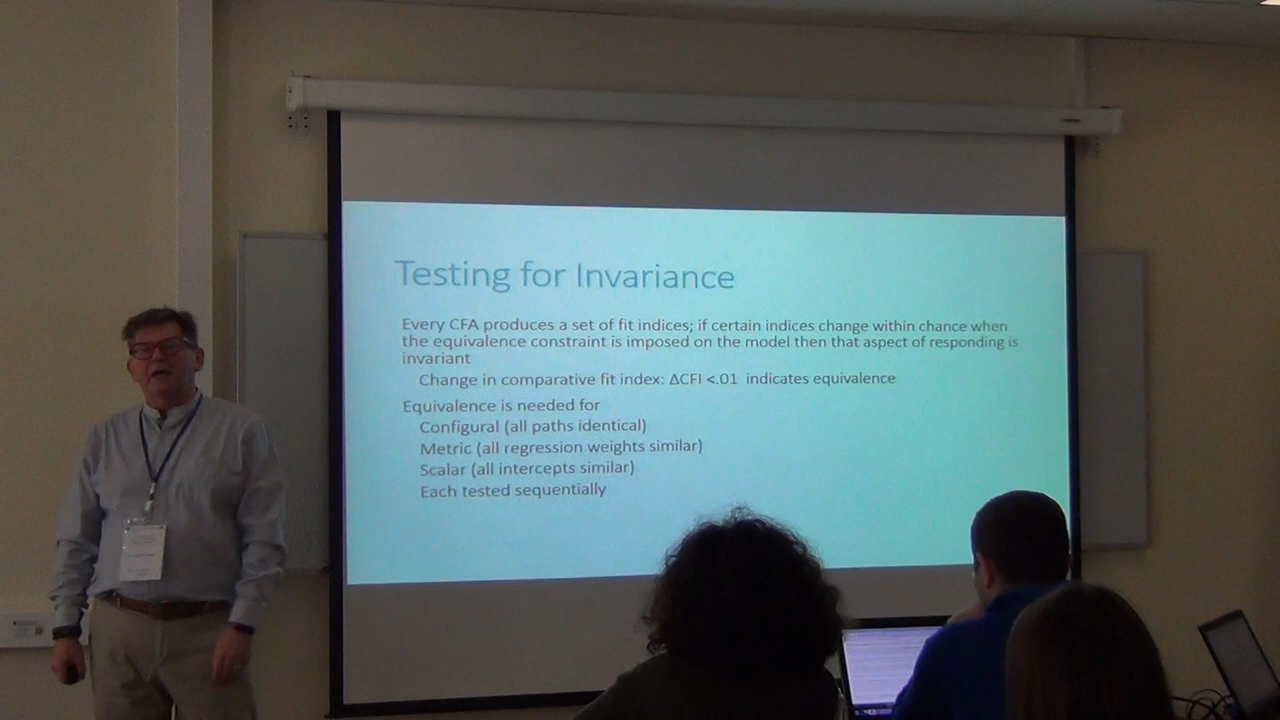 Testing for Invariance
Every CFA produces a set of fit indices; if certain indices change within chance when
the equivalence constraint is imposed on the model then that aspect of responding is
invariant
Change in comparative fit index: ΔCFI <.01 indicates equivalence
Equivalence is needed for
Configural (all paths identical)
Metric (all regression weights similar)
Scalar (all intercepts similar)
Each tested sequentially